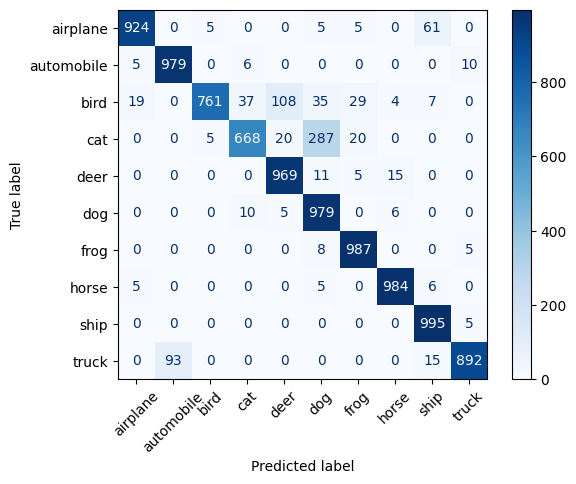 True label
airplane 924 0 5 0 0 5 5 0 61 0
automobile 5 979 0 6 0 0 0 0 0 10
bird 19 0 761 37 108 35 29 4 7 0
cat 0 0 5 668 20 287 20 0 0 0
deer 0 0 0 0 969 11 5 15 0 0
dog 0 0 0 10 5 979 0 6 0 0
frog 0 0 0 0 0 8 987 0 0 5
horse 5 0 0 0 0 5 0 984 6 0
ship 0 0 0 0 0 0 0 0 995 5
truck 0 93 0 0 0 0 0 0 15 892
airplane automobile bird cat deer dog frog horse ship truck
Predicted label
800
600
400
200
0